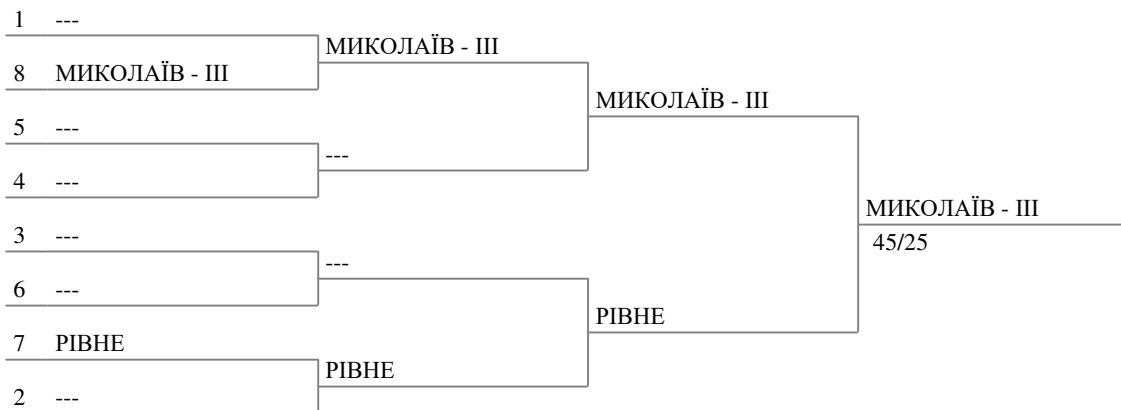 1 ---
МИКОЛАЇВ - III
8 МИКОЛАЇВ - III
МИКОЛАЇВ - III
5 ---
---
4 ---
МИКОЛАЇВ - III
3 ---
45/25
---
6 ---
РІВНЕ
7 РІВНЕ
РІВНЕ
2 ---